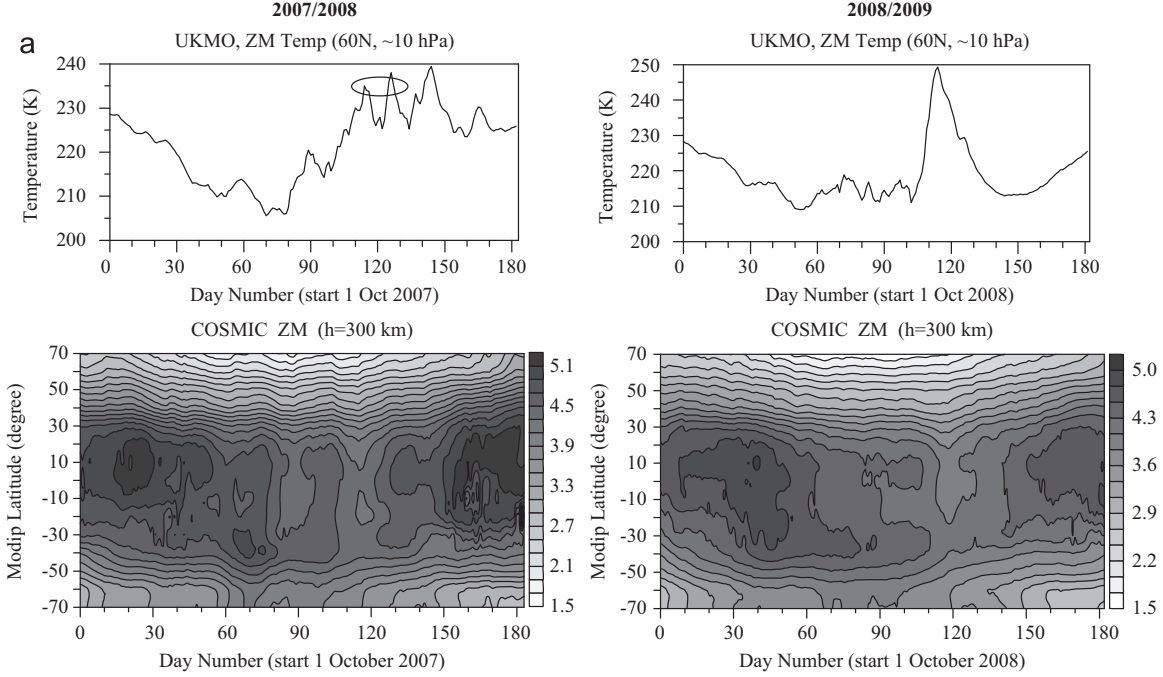 2007/2008
2008/2009
a
UKMO, ZM Temp (60N, ~10 hPa)
240
230
220
210
200
Temperature (K)
0 30 60 90 120 150 180
Day Number (start 1 Oct 2007)
UKMO, ZM Temp (60N, ~10 hPa)
250
240
230
220
210
200
Temperature (K)
0 30 60 90 120 150 180
Day Number (start 1 Oct 2008)
COSMIC ZM (h=300 km)
70
50
30
10
-10
-30
-50
-70
Modip Latitude (degree)
5.1
4.5
3.9
3.3
2.7
2.1
1.5
0 30 60 90 120 150 180
Day Number (start 1 October 2007)
COSMIC ZM (h=300 km)
70
50
30
10
-10
-30
-50
-70
Modip Latitude (degree)
5.0
4.3
3.6
2.9
2.2
1.5
0 30 60 90 120 150 180
Day Number (start 1 October 2008)